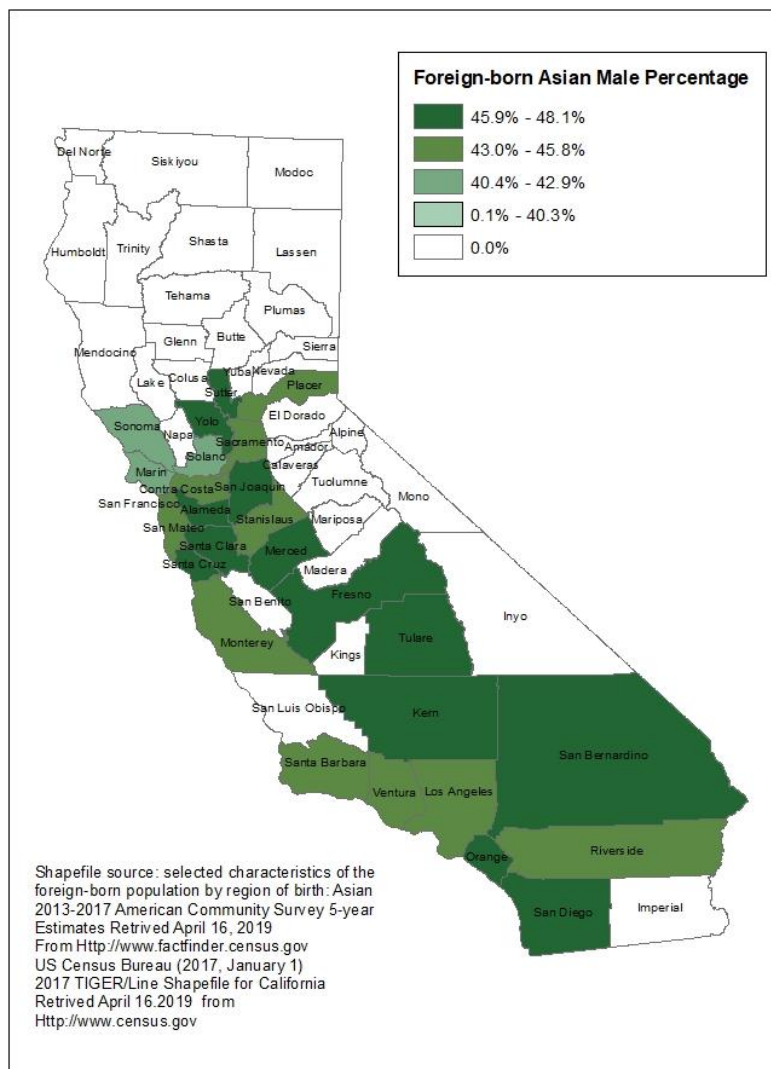 Foreign-born Asian Male Percentage
45.9% - 48.1%
43.0% - 45.8%
40.4% - 42.9%
0.1% - 40.3%
0.0%
Del Norte
Siskiyou
Modoc
Humboldt
Trinity
Shasta
Lassen
Tehama
Plumas
Mendocino
Glenn
Butte
Sierra
Lake
Colusa
Yuba
Nevada
Sutter
Placer
Sonoma
Napa
Yolo
El Dorado
Sacramento
Alpine
Solano
Amador
Marin
Calaveras
Contra Costa
San Joaquin
Tuolumne
Mono
San Francisco
Alameda
Stanislaus
Mariposa
San Mateo
Santa Clara
Merced
Santa Cruz
Madera
San Benito
Fresno
Inyo
Monterey
Kings
Tulare
San Luis Obispo
Kern
San Bernardino
Santa Barbara
Ventura
Los Angeles
Orange
Riverside
San Diego
Imperial
Shapefile source: selected characteristics of the
foreign-born population by region of birth: Asian
2013-2017 American Community Survey 5-year
Estimates Retrived April 16, 2019
From Http://www.factfinder.census.gov
US Census Bureau (2017, January 1)
2017 TIGER/Line Shapefile for California
Retrived April 16.2019 from
Http://www.census.gov